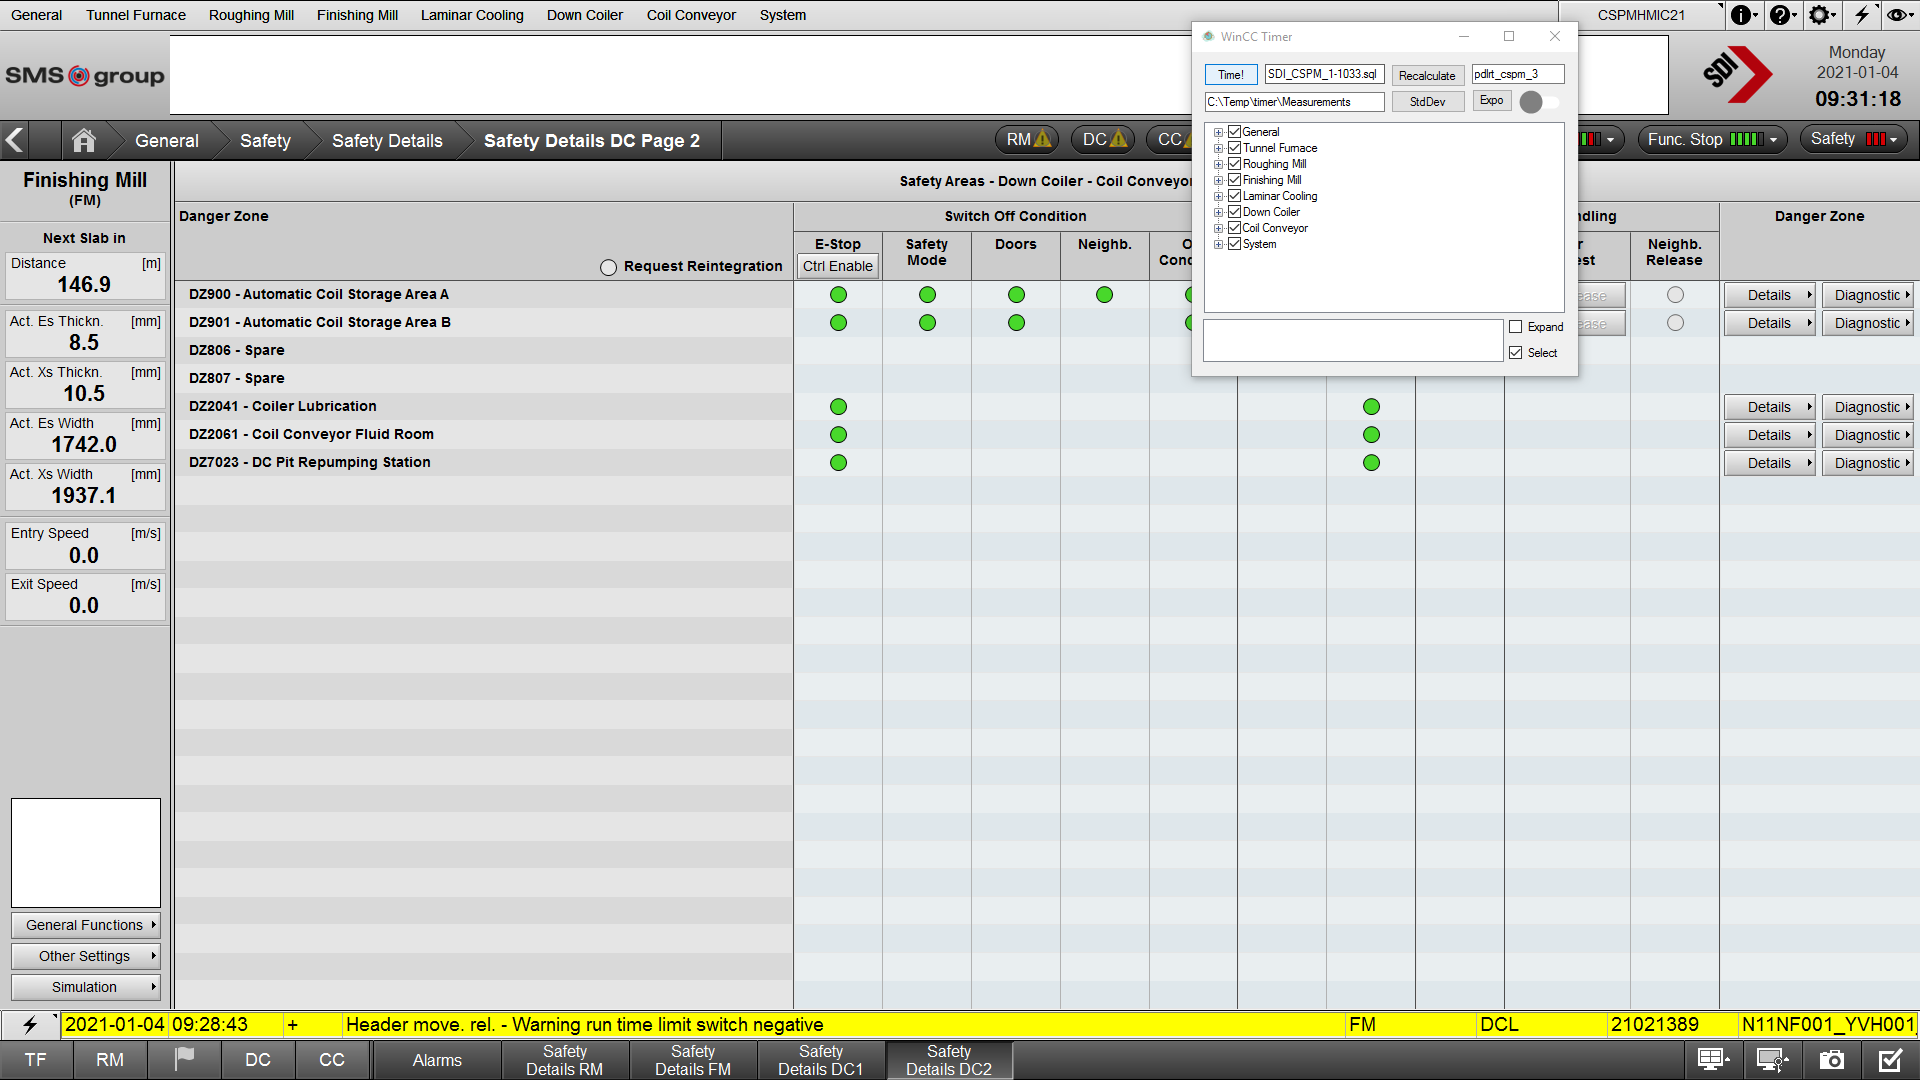 General Tunnel Furnace Roughing Mill Finishing Mill Laminar Cooling Down Coiler Coil Conveyor System CSPMHMIC21
SMS group
WinCC Timer
Time! SDI_CSPM_1-1033.sql Recalculate pdlrt_cspm_3
C:\Temp\timer\Measurements StdDev Expo
General
Tunnel Furnace
Roughing Mill
Finishing Mill
Laminar Cooling
Down Coiler
Coil Conveyor
System
Expand
Select
SDI
Monday
2021-01-04
09:31:18
General Safety Safety Details Safety Details DC Page 2 RM DC CC Func. Stop Safety
Finishing Mill
(FM)
Next Slab in
Distance [m]
146.9
Act. Es Thickn. [mm]
8.5
Act. Xs Thickn. [mm]
10.5
Act. Es Width [mm]
1742.0
Act. Xs Width [mm]
1937.1
Entry Speed [m/s]
0.0
Exit Speed [m/s]
0.0
General Functions
Other Settings
Simulation
Safety Areas - Down Coiler - Coil Conveyor
Danger Zone Switch Off Condition Danger Zone
Request Reintegration
E-Stop
Ctrl Enable
Safety
Mode
Doors
Neighb.
Neighb.
Release
DZ900 - Automatic Coil Storage Area A Details Diagnostic
DZ901 - Automatic Coil Storage Area B Details Diagnostic
DZ806 - Spare
DZ807 - Spare
DZ2041 - Coiler Lubrication Details Diagnostic
DZ2061 - Coil Conveyor Fluid Room Details Diagnostic
DZ7023 - DC Pit Repumping Station Details Diagnostic
2021-01-04 09:28:43 + Header move. rel. - Warning run time limit switch negative FM DCL 21021389 N11NF001_YVH001
TF RM DC CC Alarms
Safety
Details RM
Safety
Details FM
Safety
Details DC1
Safety
Details DC2